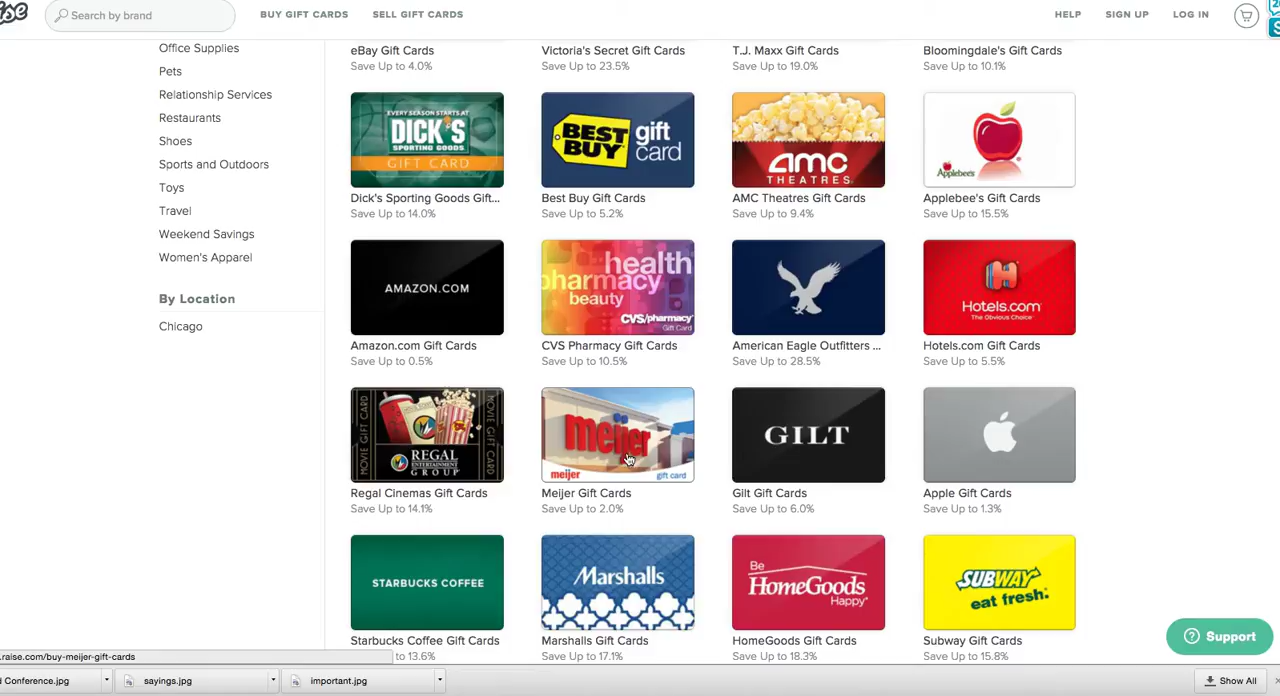 ise
Search by brand
BUY GIFT CARDS
SELL GIFT CARDS
HELP
SIGN UP
LOG IN
Office Supplies
Pets
Relationship Services
Restaurants
Shoes
Sports and Outdoors
Toys
Travel
Weekend Savings
Women's Apparel
By Location
Chicago
eBay Gift Cards
Save Up to 4.0%
Victoria's Secret Gift Cards
Save Up to 23.5%
T.J. Maxx Gift Cards
Save Up to 19.0%
Bloomingdale's Gift Cards
Save Up to 10.1%
EVERY SEASON STARTS AT
DICK'S
SPORTING GOODS
GIFT CARD
Dick's Sporting Goods Gift...
Save Up to 14.0%
BEST BUY
gift card
Best Buy Gift Cards
Save Up to 5.2%
AMC
THEATRES
AMC Theatres Gift Cards
Save Up to 9.4%
Applebee's
Applebee's Gift Cards
Save Up to 15.5%
AMAZON.COM
Amazon.com Gift Cards
Save Up to 0.5%
health
pharmacy
beauty
CVS/pharmacy
Gift Card
CVS Pharmacy Gift Cards
Save Up to 10.5%
American Eagle Outfitters ...
Save Up to 28.5%
H
Hotels.com
The Obvious Choice
Hotels.com Gift Cards
Save Up to 5.5%
MOVIE GIFT CARD
REGAL
ENTERTAINMENT
GROUP
MOVIE GIFT CARD
Regal Cinemas Gift Cards
Save Up to 14.1%
meijer
meijer
gift card
Meijer Gift Cards
Save Up to 2.0%
GILT
Gilt Gift Cards
Save Up to 6.0%
Apple Gift Cards
Save Up to 1.3%
STARBUCKS COFFEE
Starbucks Coffee Gift Cards
to 13.6%
Marshalls
Marshalls Gift Cards
Save Up to 17.1%
Be
HomeGoods
Happy
HomeGoods Gift Cards
Save Up to 18.3%
SUBWAY
eat fresh.
Subway Gift Cards
Save Up to 15.8%
Support
.raise.com/buy-meijer-gift-cards
d Conference.jpg
sayings.jpg
important.jpg
Show All